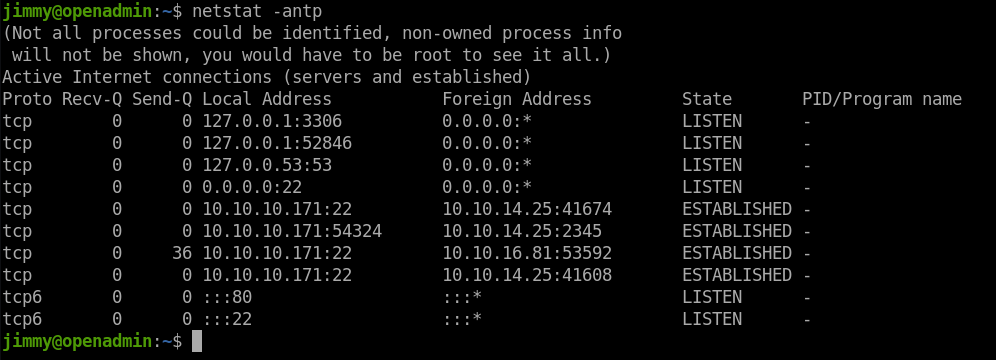 jimmy@openadmin:~$ netstat -antp
(Not all processes could be identified, non-owned process info
 will not be shown, you would have to be root to see it all.)
Active Internet connections (servers and established)
Proto Recv-Q Send-Q Local Address           Foreign Address         State       PID/Program name
tcp        0      0 127.0.0.1:3306          0.0.0.0:*               LISTEN      -
tcp        0      0 127.0.0.1:52846         0.0.0.0:*               LISTEN      -
tcp        0      0 127.0.0.53:53           0.0.0.0:*               LISTEN      -
tcp        0      0 0.0.0.0:22              0.0.0.0:*               LISTEN      -
tcp        0      0 10.10.10.171:22         10.10.14.25:41674       ESTABLISHED -
tcp        0      0 10.10.10.171:54324      10.10.14.25:2345        ESTABLISHED -
tcp        0     36 10.10.10.171:22         10.10.16.81:53592       ESTABLISHED -
tcp        0      0 10.10.10.171:22         10.10.14.25:41608       ESTABLISHED -
tcp6       0      0 :::80                   :::*                    LISTEN      -
tcp6       0      0 :::22                   :::*                    LISTEN      -
jimmy@openadmin:~$